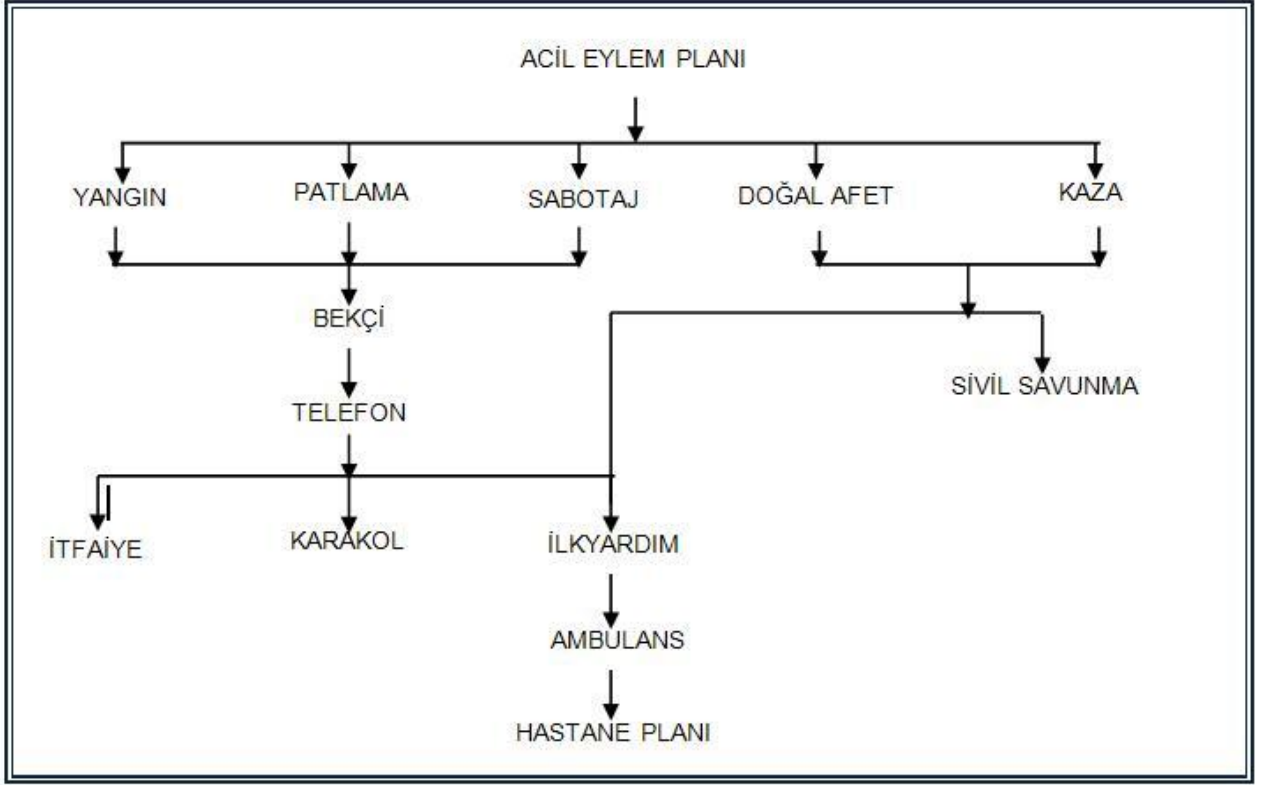 ACİL EYLEM PLANI
YANGIN
PATLAMA
SABOTAJ
DOĞAL AFET
KAZA
BEKÇİ
SİVİL SAVUNMA
TELEFON
İTFAİYE
KARAKOL
İLKYARDIM
AMBULANS
HASTANE PLANI